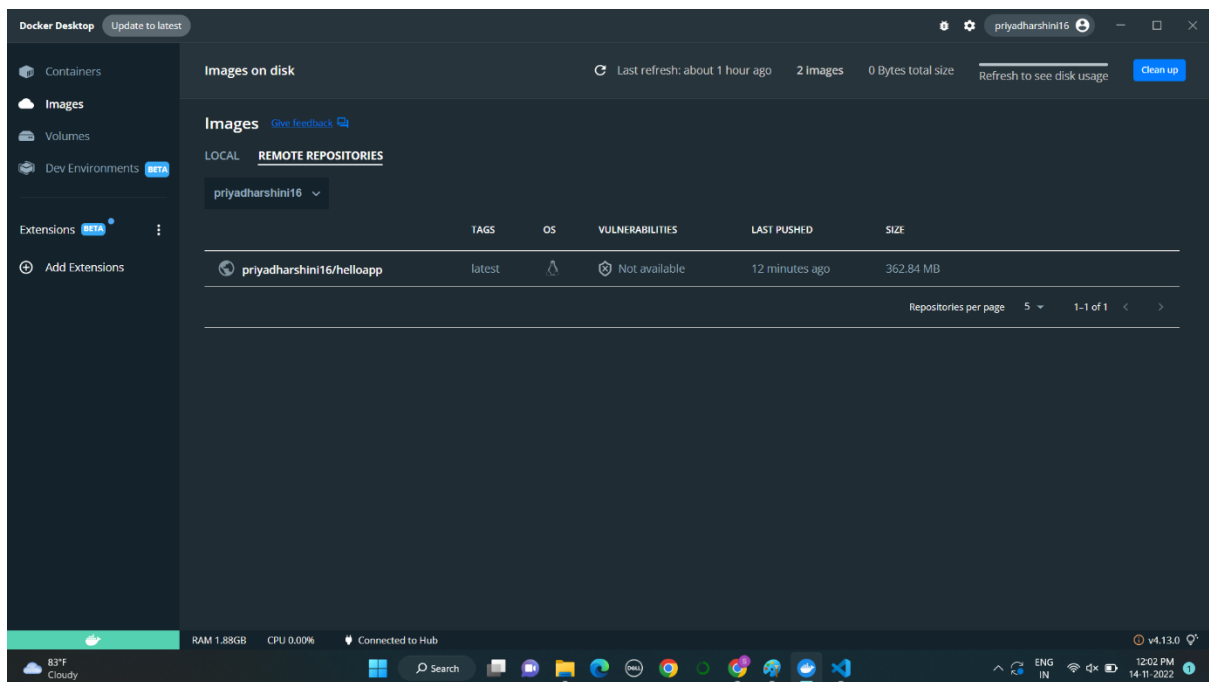 Docker Desktop Update to latest priyadharshini16
Containers
Images
Volumes
Dev Environments BETA
Extensions BETA
Add Extensions
Images on disk Last refresh: about 1 hour ago 2 images 0 Bytes total size Refresh to see disk usage Clean up
Images Give feedback
LOCAL REMOTE REPOSITORIES
priyadharshini16
TAGS OS VULNERABILITIES LAST PUSHED SIZE
priyadharshini16/helloapp latest Not available 12 minutes ago 362.84 MB
Repositories per page 5 1–1 of 1
RAM 1.88GB CPU 0.00% Connected to Hub v4.13.0
83°F
Cloudy
Search
DELL
ENG
IN
12:02 PM
14-11-2022
1